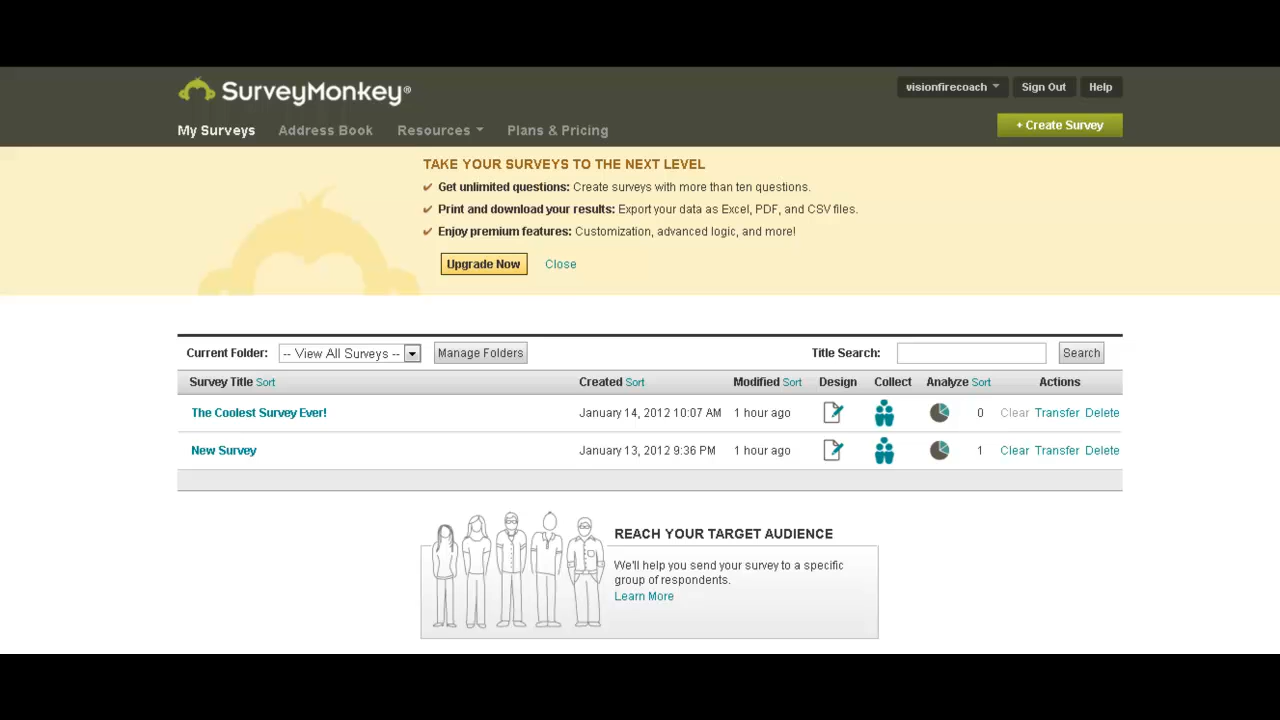 SurveyMonkey®
visionfirecoach Sign Out Help
My Surveys Address Book Resources Plans & Pricing
+ Create Survey
TAKE YOUR SURVEYS TO THE NEXT LEVEL
✔ Get unlimited questions: Create surveys with more than ten questions.
✔ Print and download your results: Export your data as Excel, PDF, and CSV files.
✔ Enjoy premium features: Customization, advanced logic, and more!
Upgrade Now Close
Current Folder: -- View All Surveys -- Manage Folders Title Search: Search
Survey Title Sort Created Sort Modified Sort Design Collect Analyze Sort Actions
The Coolest Survey Ever! January 14, 2012 10:07 AM 1 hour ago 0 Clear Transfer Delete
New Survey January 13, 2012 9:36 PM 1 hour ago 1 Clear Transfer Delete
REACH YOUR TARGET AUDIENCE
We'll help you send your survey to a specific
group of respondents.
Learn More